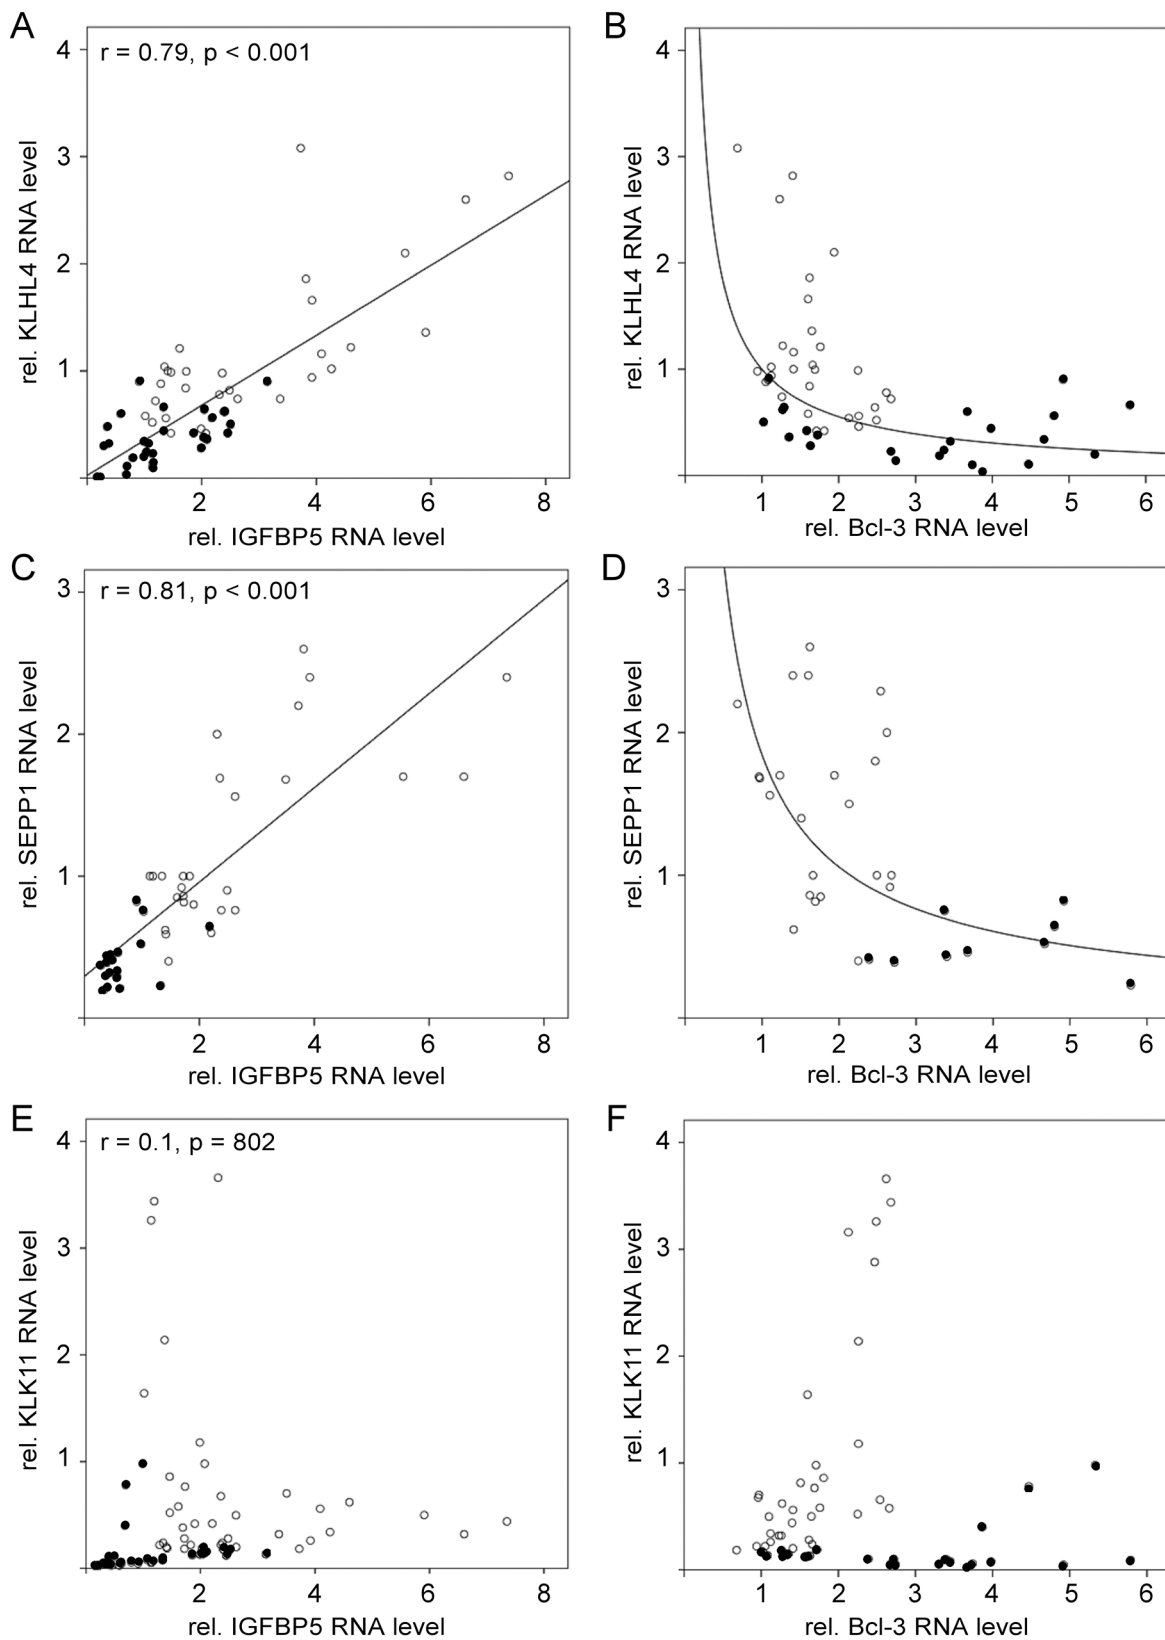 A
r = 0.79, p < 0.001
rel. KLHL4 RNA level
4
3
2
1
2 4 6 8
rel. IGFBP5 RNA level
B
rel. KLHL4 RNA level
4
3
2
1
1 2 3 4 5 6
rel. Bcl-3 RNA level
C
r = 0.81, p < 0.001
rel. SEPP1 RNA level
3
2
1
2 4 6 8
rel. IGFBP5 RNA level
D
rel. SEPP1 RNA level
3
2
1
1 2 3 4 5 6
rel. Bcl-3 RNA level
E
r = 0.1, p = 802
rel. KLK11 RNA level
4
3
2
1
2 4 6 8
rel. IGFBP5 RNA level
F
rel. KLK11 RNA level
4
3
2
1
1 2 3 4 5 6
rel. Bcl-3 RNA level